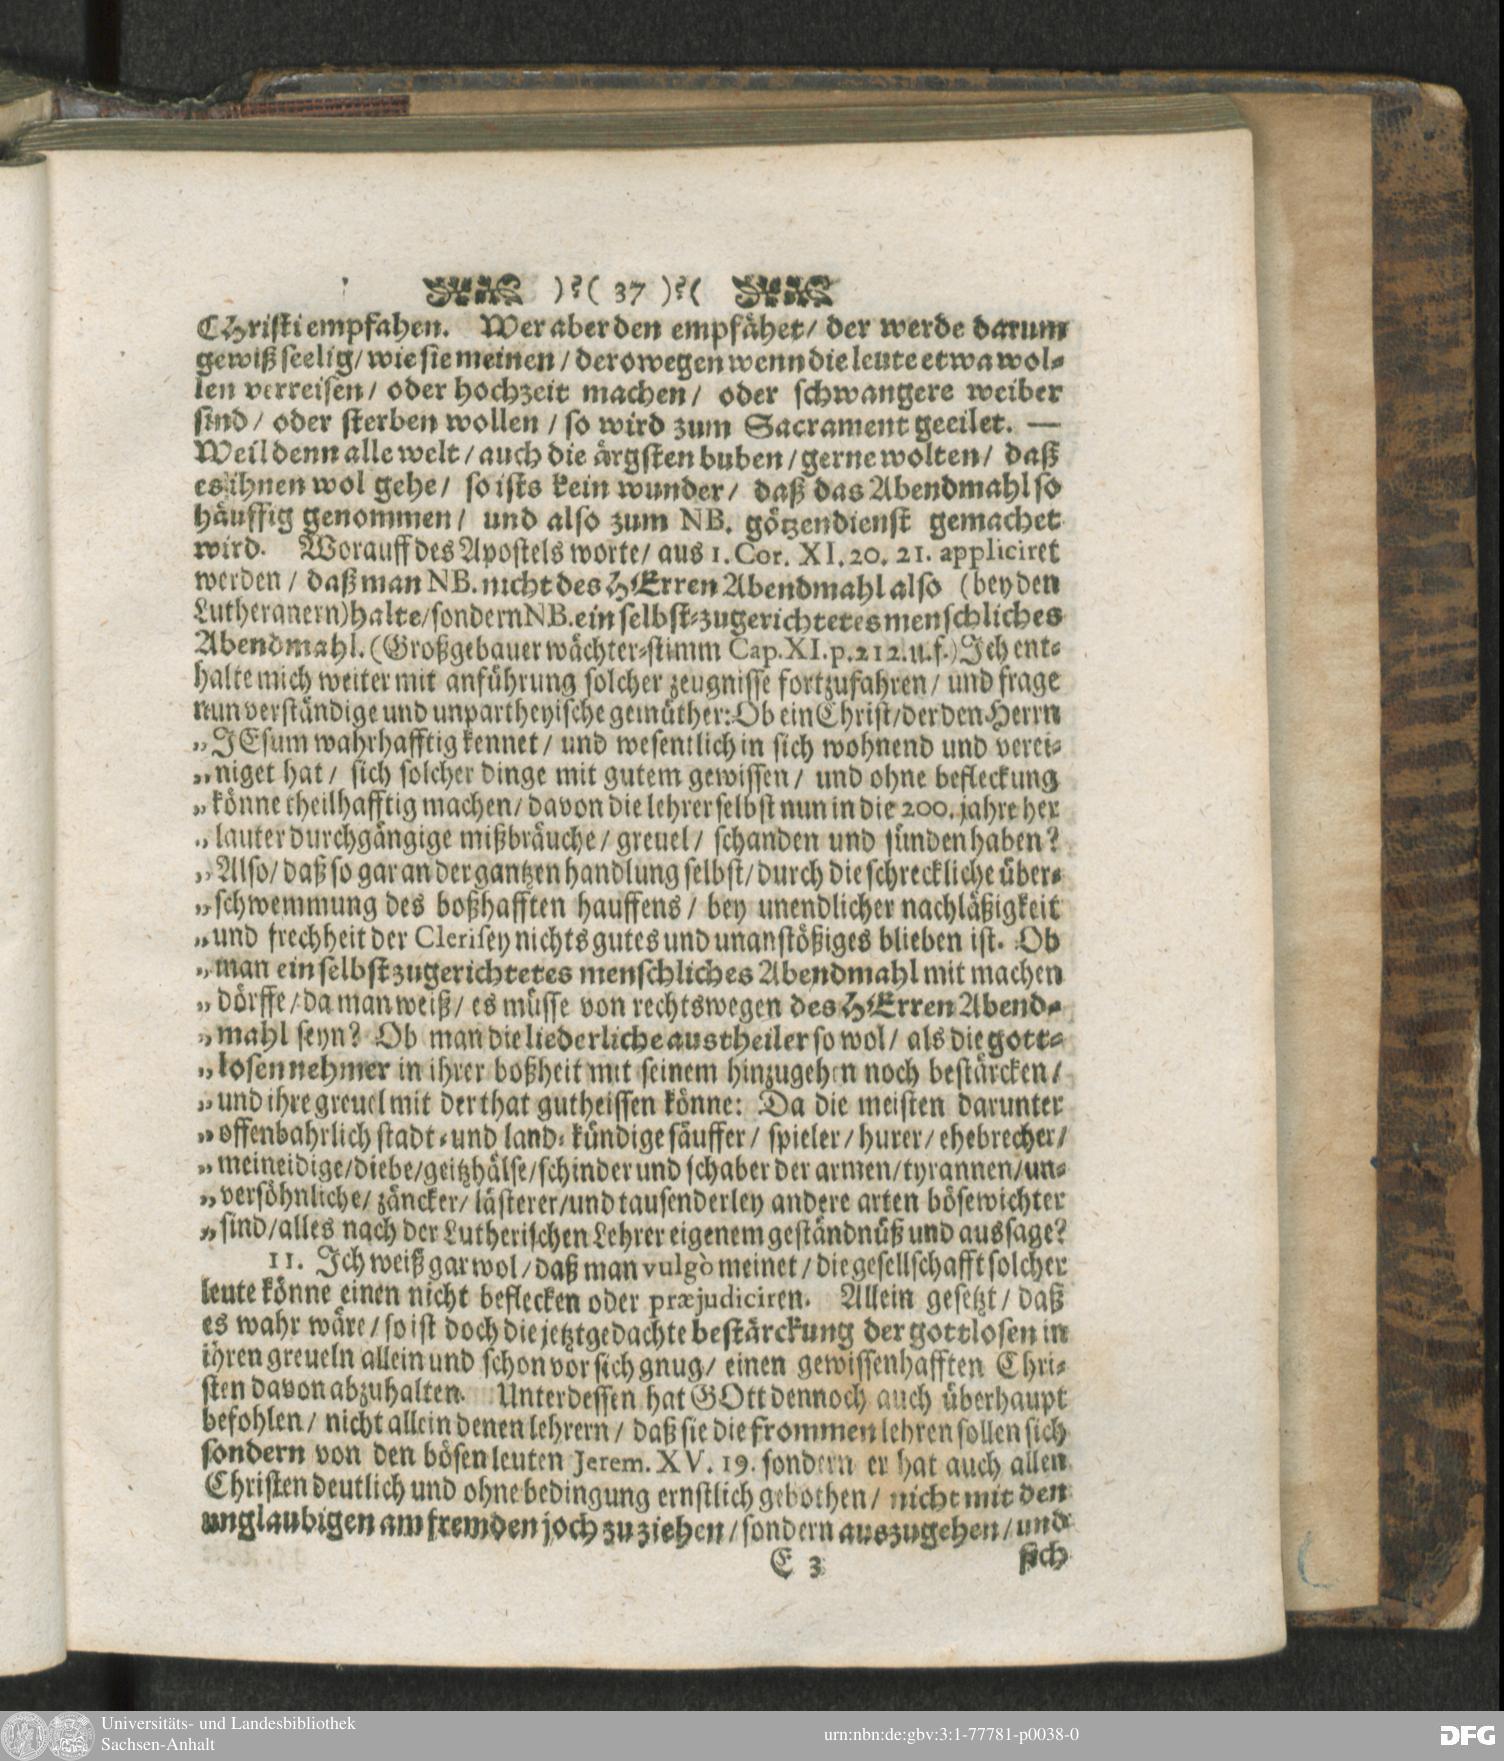 )?( 37 )?(
CHristi empfahen. Wer aber den empfähet/ der werde darum
gewiß seelig/ wie sie meinen / derowegen wenn die leute etwa wol-
len verreisen/ oder hochzeit machen/ oder schwangere weiber
sind/ oder sterben wollen / so wird zum Sacrament geeilet. —
Weil denn alle welt / auch die ärgsten buben / gerne wolten/ daß
es ihnen wol gehe/ so ists kein wunder/ daß das Abendmahl so
häuffig genommen/ und also zum NB. götzendienst gemachet
wird. Worauff des Apostels worte/ aus 1. Cor. XI. 20. 21. appliciret
werden / daß man NB. nicht des HErren Abendmahl also (bey den
Lutheranern) halte/sondern NB. ein selbst-zugerichtetes menschliches
Abendmahl. (Großgebauer wächter-stimm Cap. XI. p. 212. u.f.) Ich ent-
halte mich weiter mit anführung solcher zeugnisse fortzufahren/ und frage
nun verständige und unpartheyische gemüther: Ob ein Christ/der den Herrn
„ JEsum wahrhafftig kennet/ und wesentlich in sich wohnend und verei-
„ niget hat/ sich solcher dinge mit gutem gewissen/ und ohne befleckung
„ könne theilhafftig machen/ davon die lehrer selbst nun in die 200. jahre her
„ lauter durchgängige mißbräuche/ greuel/ schanden und sünden haben?
„ Also/ daß so gar an der gantzen handlung selbst/ durch die schreckliche über-
„ schwemmung des boßhafften hauffens / bey unendlicher nachläßigkeit
„ und frechheit der Clerisey nichts gutes und unanstößiges blieben ist. Ob
„ man ein selbst zugerichtetes menschliches Abendmahl mit machen
„ dörffe/ da man weiß/ es müsse von rechtswegen des HErren Abend-
„ mahl seyn? Ob man die liederliche austheiler so wol/ als die gott-
„ losen nehmer in ihrer boßheit mit seinem hinzugehen noch bestärcken/
„ und ihre greuel mit der that gutheissen könne: Da die meisten darunter
„ offenbahrlich stadt- und land-kündige säuffer/ spieler/ hurer/ ehebrecher/
„ meineidige/diebe/geitzhälse/schinder und schaber der armen/tyrannen/un-
„ versöhnliche/ zäncker/ lästerer/und tausenderley andere arten bösewichter
„ sind/alles nach der Lutherischen Lehrer eigenem geständnüß und aussage?
11. Ich weiß gar wol/ daß man vulgò meinet/ die gesellschafft solcher
leute könne einen nicht beflecken oder præjudiciren. Allein gesetzt/ daß
es wahr wäre/ so ist doch die jetztgedachte bestärckung der gottlosen in
ihren greueln allein und schon vor sich gnug/ einen gewissenhafften Chri-
sten davon abzuhalten. Unterdessen hat GOtt dennoch auch überhaupt
befohlen/ nicht allein denen lehrern / daß sie die frommen lehren sollen sich
sondern von den bösen leuten Jerem. XV. 19. sondern er hat auch allen
Christen deutlich und ohne bedingung ernstlich gebothen/ nicht mit den
unglaubigen am fremden joch zu ziehen / sondern auszugehen/ und
E 3 sich
Universitäts- und Landesbibliothek
Sachsen-Anhalt
urn:nbn:de:gbv:3:1-77781-p0038-0
DFG